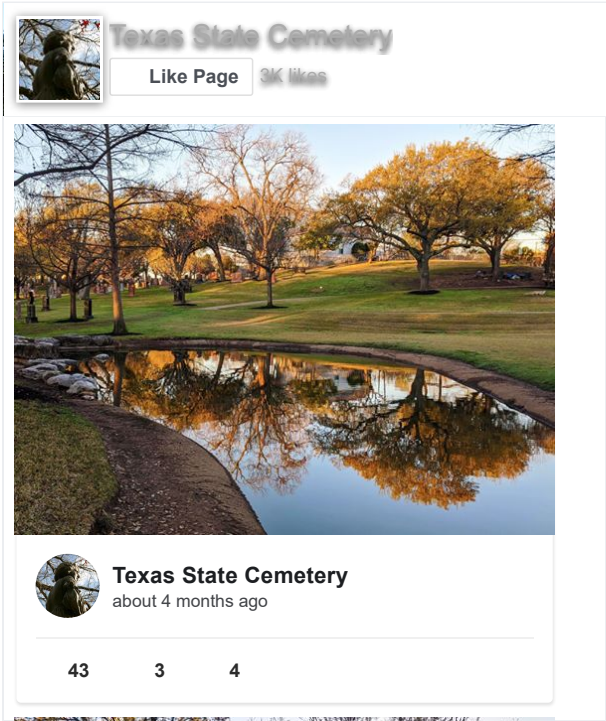 Texas State Cemetery
Like Page 3K likes
Texas State Cemetery
about 4 months ago
43 3 4